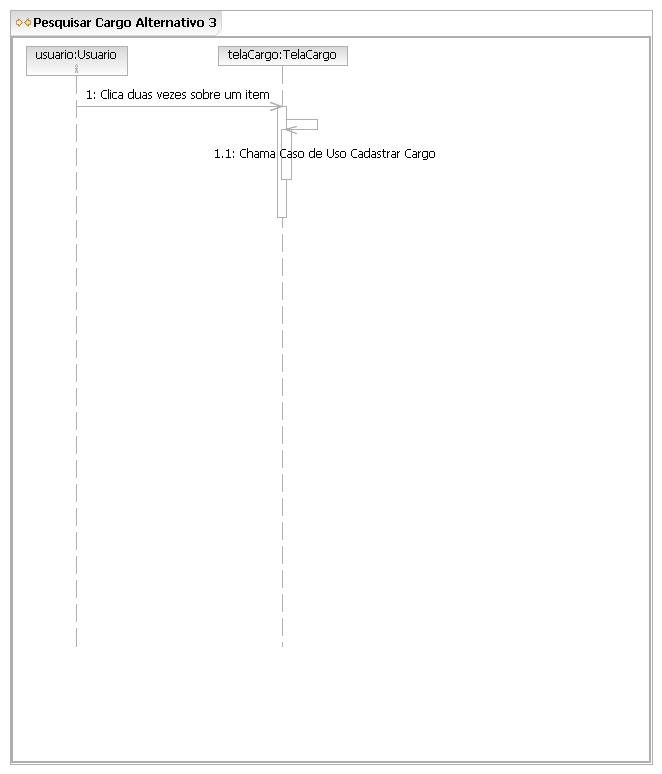 Pesquisar Cargo Alternativo 3
usuario:Usuario
telaCargo:TelaCargo
1: Clica duas vezes sobre um item
1.1: Chama Caso de Uso Cadastrar Cargo